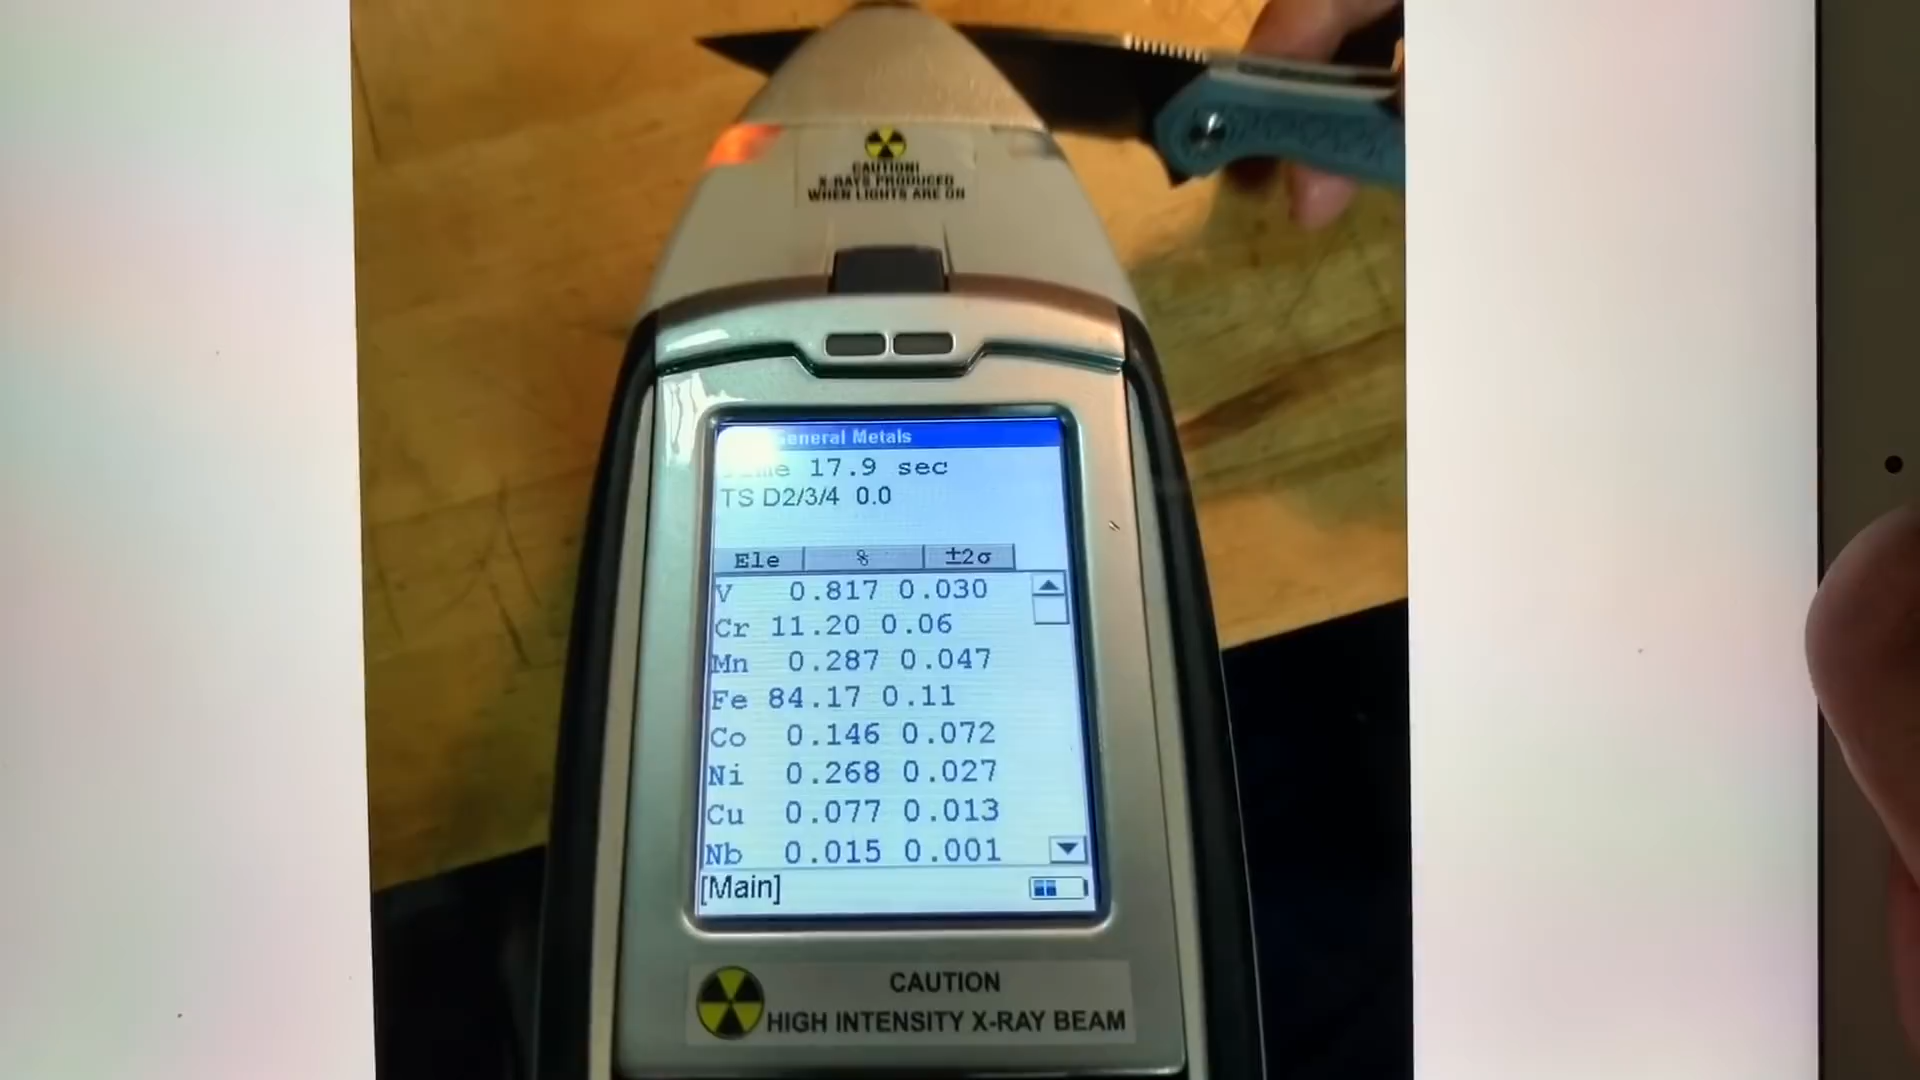 CAUTION!
X-RAYS PRODUCED
WHEN LIGHTS ARE ON
General Metals
17.9 sec
TS D2/3/4 0.0
Ele % ±2σ
V 0.817 0.030
Cr 11.20 0.06
Mn 0.287 0.047
Fe 84.17 0.11
Co 0.146 0.072
Ni 0.268 0.027
Cu 0.077 0.013
Nb 0.015 0.001
[Main]
CAUTION
HIGH INTENSITY X-RAY BEAM